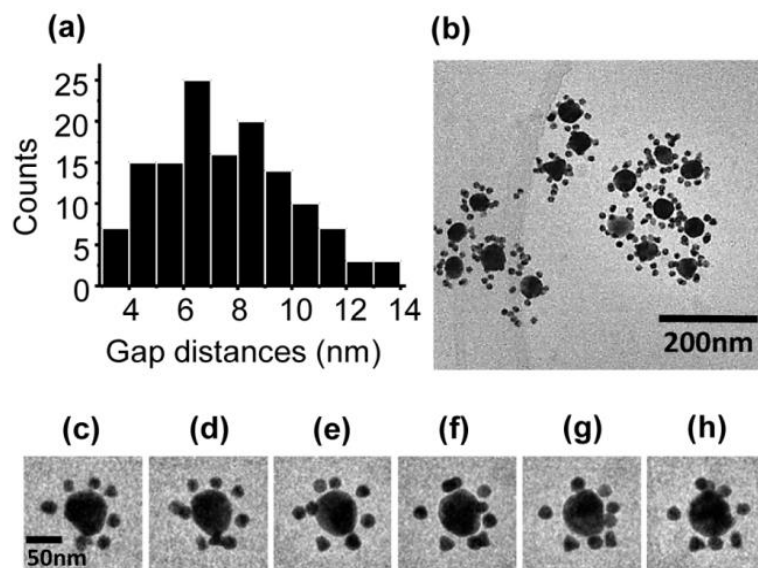 (a)
25
20
15
10
5
0
Counts
4 6 8 10 12 14
Gap distances (nm)
(b)
200nm
(c) (d) (e) (f) (g) (h)
50nm